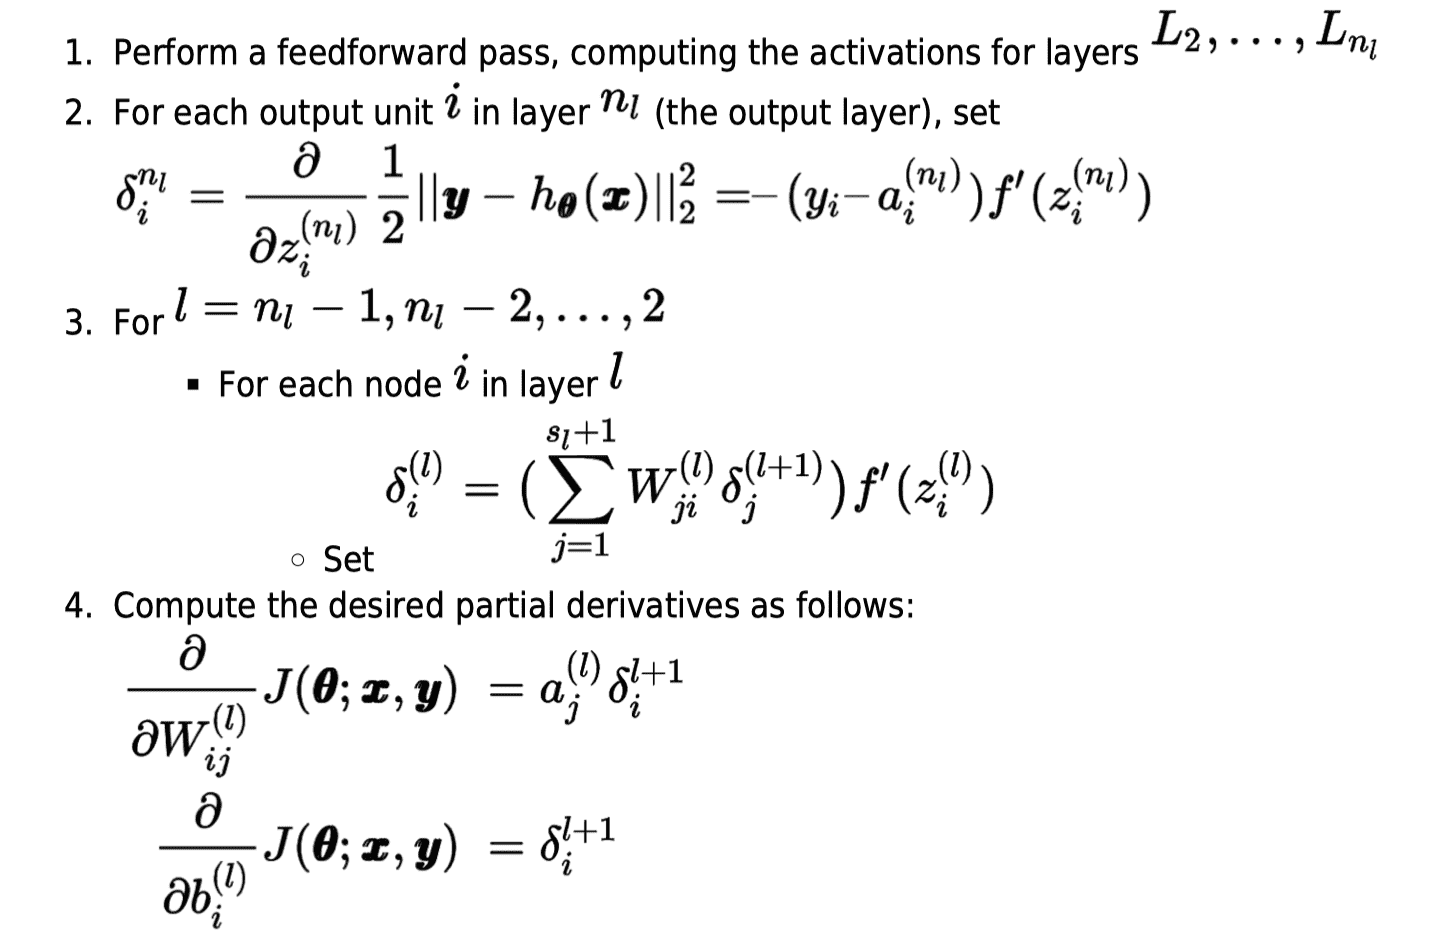 1. Perform a feedforward pass, computing the activations for layers $L_2, \ldots, L_{n_l}$
2. For each output unit $i$ in layer $n_l$ (the output layer), set
$\delta_i^{n_l} = \frac{\partial}{\partial z_i^{(n_l)}} \frac{1}{2} ||\boldsymbol{y} - h_{\boldsymbol{\theta}}(\boldsymbol{x})||_2^2 = -(y_i - a_i^{(n_l)}) f'(z_i^{(n_l)})$
3. For $l = n_l - 1, n_l - 2, \ldots, 2$
▪ For each node $i$ in layer $l$
○ Set $\delta_i^{(l)} = (\sum_{j=1}^{s_l+1} W_{ji}^{(l)} \delta_j^{(l+1)}) f'(z_i^{(l)})$
4. Compute the desired partial derivatives as follows:
$\frac{\partial}{\partial W_{ij}^{(l)}} J(\boldsymbol{\theta}; \boldsymbol{x}, \boldsymbol{y}) = a_j^{(l)} \delta_i^{l+1}$
$\frac{\partial}{\partial b_i^{(l)}} J(\boldsymbol{\theta}; \boldsymbol{x}, \boldsymbol{y}) = \delta_i^{l+1}$